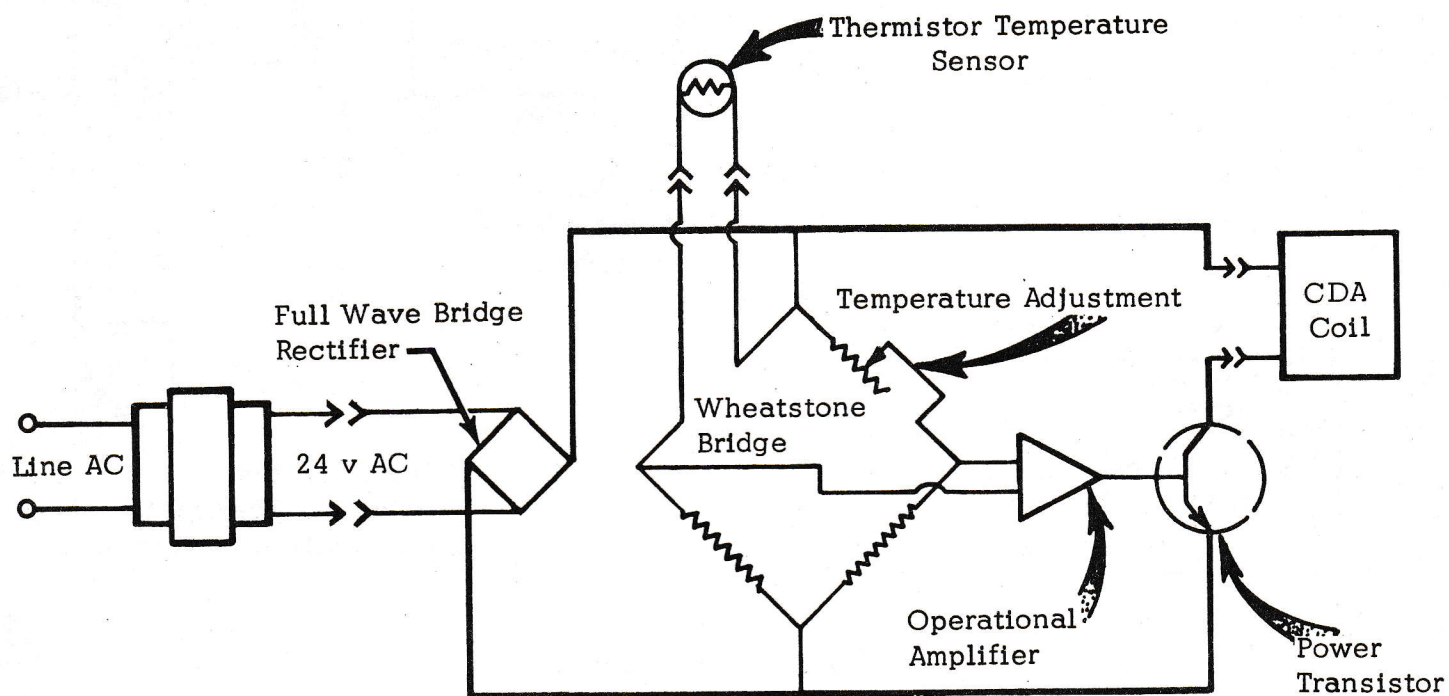 Thermistor Temperature
Sensor
Full Wave Bridge
Rectifier
Temperature Adjustment
CDA
Coil
Line AC
24 v AC
Wheatstone
Bridge
Operational
Amplifier
Power
Transistor